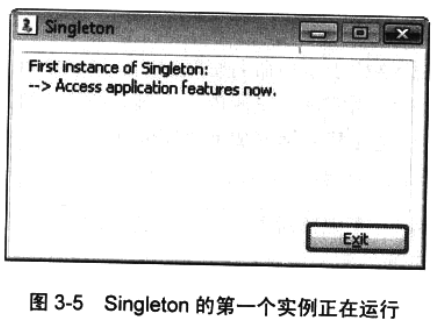 Singleton
First instance of Singleton:
--> Access application features now.
Exit
图 3-5 Singleton 的第一个实例正在运行